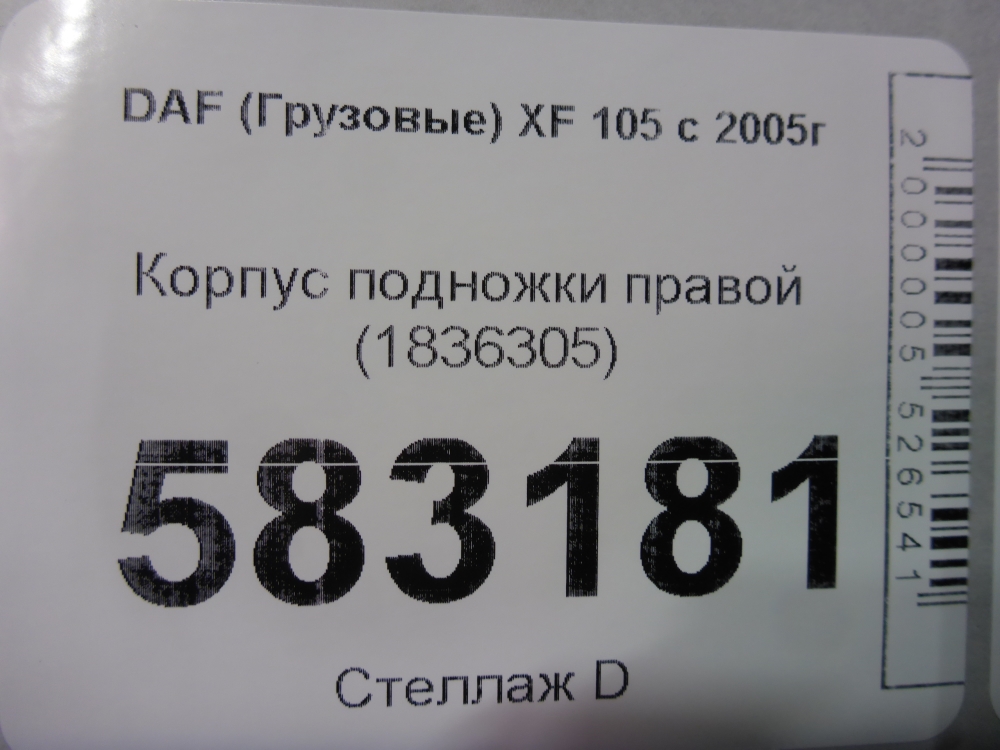 DAF (Грузовые) XF 105 с 2005г
Корпус подножки правой
(1836305)
583181
Стеллаж D
2000005526541